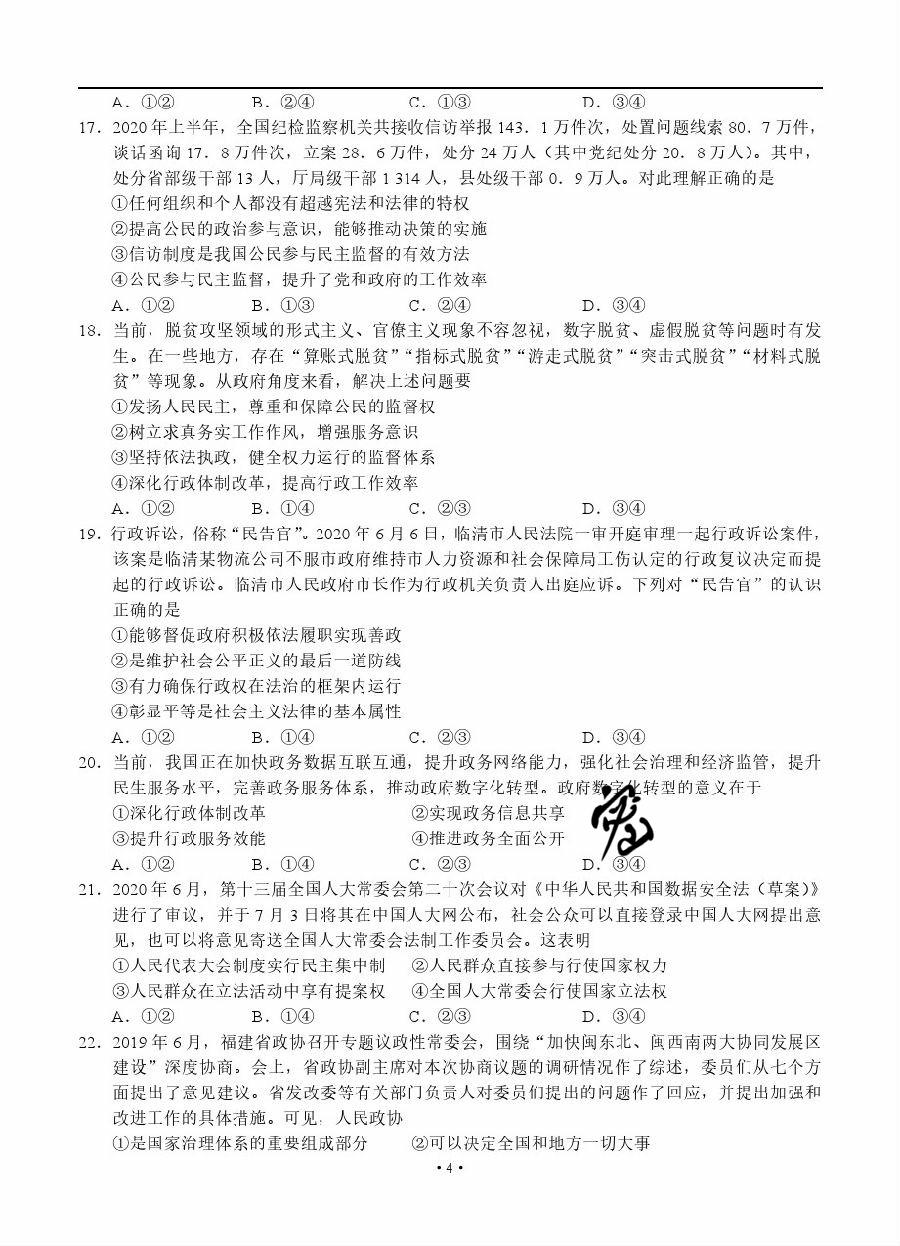 A．①②　B．②④　C．①③　D．③④
17．2020年上半年，全国纪检监察机关共接收信访举报143．1万件次，处置问题线索80．7万件，
谈话函询17．8万件次，立案28．6万件，处分24万人（其中党纪处分20．8万人）。其中，
处分省部级干部13人，厅局级干部1 314人，县处级干部0．9万人。对此理解正确的是
①任何组织和个人都没有超越宪法和法律的特权
②提高公民的政治参与意识，能够推动决策的实施
③信访制度是我国公民参与民主监督的有效方法
④公民参与民主监督，提升了党和政府的工作效率
A．①②　B．①③　C．②④　D．③④
18．当前，脱贫攻坚领域的形式主义、官僚主义现象不容忽视，数字脱贫、虚假脱贫等问题时有发
生。在一些地方，存在“算账式脱贫”“指标式脱贫”“游走式脱贫”“突击式脱贫”“材料式脱
贫”等现象。从政府角度来看，解决上述问题要
①发扬人民民主，尊重和保障公民的监督权
②树立求真务实工作作风，增强服务意识
③坚持依法执政，健全权力运行的监督体系
④深化行政体制改革，提高行政工作效率
A．①②　B．①④　C．②③　D．③④
19．行政诉讼，俗称“民告官”。2020年6月6日，临清市人民法院一审开庭审理一起行政诉讼案件，
该案是临清某物流公司不服市政府维持市人力资源和社会保障局工伤认定的行政复议决定而提
起的行政诉讼。临清市人民政府市长作为行政机关负责人出庭应诉。下列对“民告官”的认识
正确的是
①能够督促政府积极依法履职实现善政
②是维护社会公平正义的最后一道防线
③有力确保行政权在法治的框架内运行
④彰显平等是社会主义法律的基本属性
A．①②　B．①④　C．②③　D．③④
20．当前，我国正在加快政务数据互联互通，提升政务网络能力，强化社会治理和经济监管，提升
民生服务水平，完善政务服务体系，推动政府数字化转型。政府数字化转型的意义在于
①深化行政体制改革　②实现政务信息共享
③提升行政服务效能　④推进政务全面公开
A．①②　B．①④　C．②③　D．③④
21．2020年6月，第十三届全国人大常委会第二十次会议对《中华人民共和国数据安全法（草案）》
进行了审议，并于7月3日将其在中国人大网公布，社会公众可以直接登录中国人大网提出意
见，也可以将意见寄送全国人大常委会法制工作委员会。这表明
①人民代表大会制度实行民主集中制　②人民群众直接参与行使国家权力
③人民群众在立法活动中享有提案权　④全国人大常委会行使国家立法权
A．①②　B．①④　C．②③　D．③④
22．2019年6月，福建省政协召开专题议政性常委会，围绕“加快闽东北、闽西南两大协同发展区
建设”深度协商。会上，省政协副主席对本次协商议题的调研情况作了综述，委员们从七个方
面提出了意见建议。省发改委等有关部门负责人对委员们提出的问题作了回应，并提出加强和
改进工作的具体措施。可见，人民政协
①是国家治理体系的重要组成部分　②可以决定全国和地方一切大事
·4·